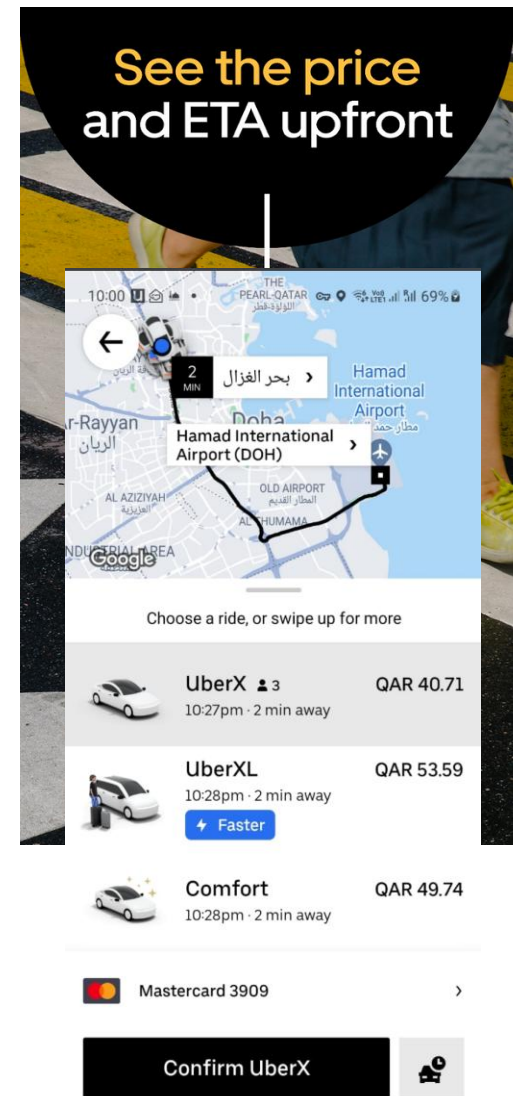 See the price
and ETA upfront
10:00
69%
THE
PEARL-QATAR
اللؤلؤة-قطر
2
MIN
بحر الغزال
Hamad
International
Airport
مطار حمد
r-Rayyan
الريان
Doha
Hamad International
Airport (DOH)
AL AZIZIYAH
العزيزية
OLD AIRPORT
المطار القديم
AL THUMAMA
INDUSTRIAL AREA
Google
Choose a ride, or swipe up for more
UberX 3 QAR 40.71
10:27pm · 2 min away
UberXL QAR 53.59
10:28pm · 2 min away
Faster
Comfort QAR 49.74
10:28pm · 2 min away
Mastercard 3909
Confirm UberX